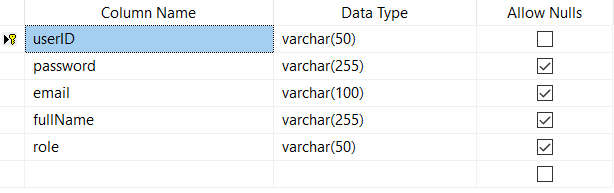 Column Name Data Type Allow Nulls
userID varchar(50)
password varchar(255)
email varchar(100)
fullName varchar(255)
role varchar(50)